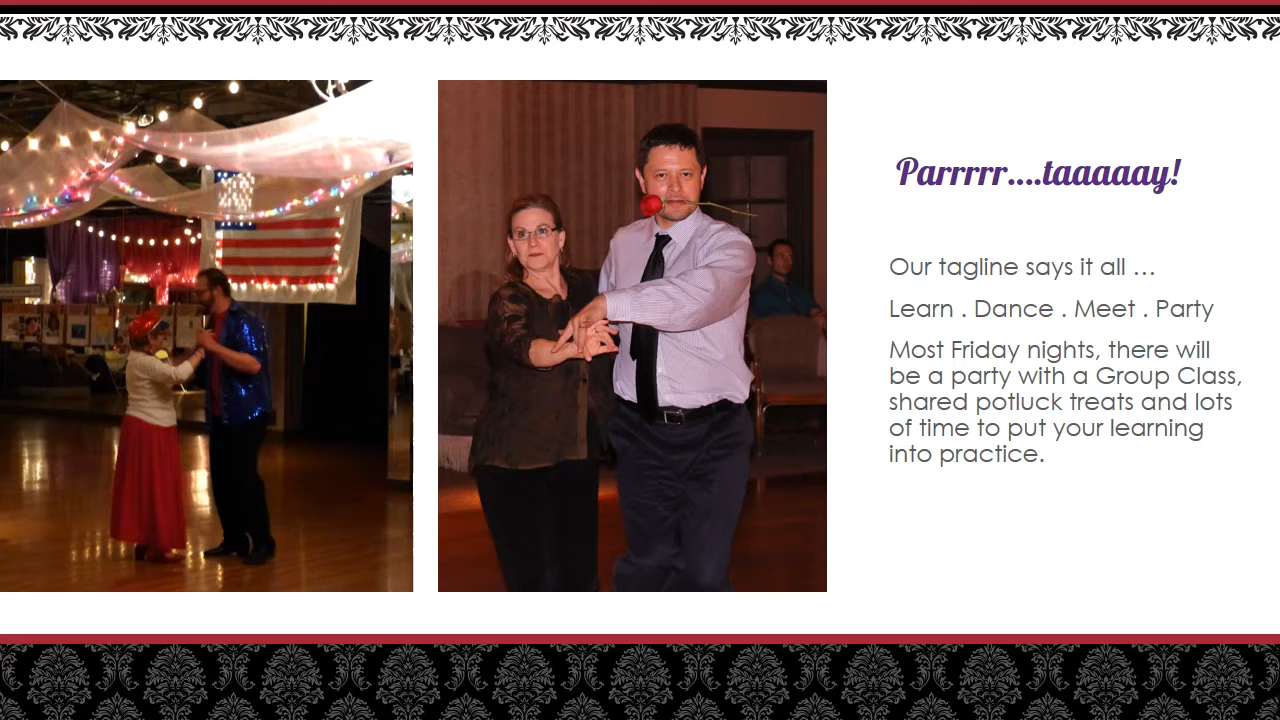 Parrrrr....taaaaay!
Our tagline says it all …
Learn . Dance . Meet . Party
Most Friday nights, there will
be a party with a Group Class,
shared potluck treats and lots
of time to put your learning
into practice.